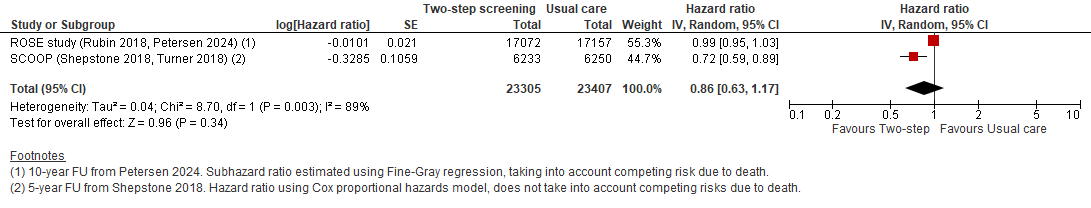 Two-step screening Usual care Hazard ratio Hazard ratio
Study or Subgroup log[Hazard ratio] SE Total Total Weight IV, Random, 95% CI IV, Random, 95% CI
ROSE study (Rubin 2018, Petersen 2024) (1) -0.0101 0.021 17072 17157 55.3% 0.99 [0.95, 1.03]
SCOOP (Shepstone 2018, Turner 2018) (2) -0.3285 0.1059 6233 6250 44.7% 0.72 [0.59, 0.89]
Total (95% CI) 23305 23407 100.0% 0.86 [0.63, 1.17]
Heterogeneity: Tau² = 0.04; Chi² = 8.70, df = 1 (P = 0.003); I² = 89%
Test for overall effect: Z = 0.96 (P = 0.34)
0.1 0.2 0.5 1 2 5 10
Favours Two-step Favours Usual care
Footnotes
(1) 10-year FU from Petersen 2024. Subhazard ratio estimated using Fine-Gray regression, taking into account competing risk due to death.
(2) 5-year FU from Shepstone 2018. Hazard ratio using Cox proportional hazards model, does not take into account competing risks due to death.